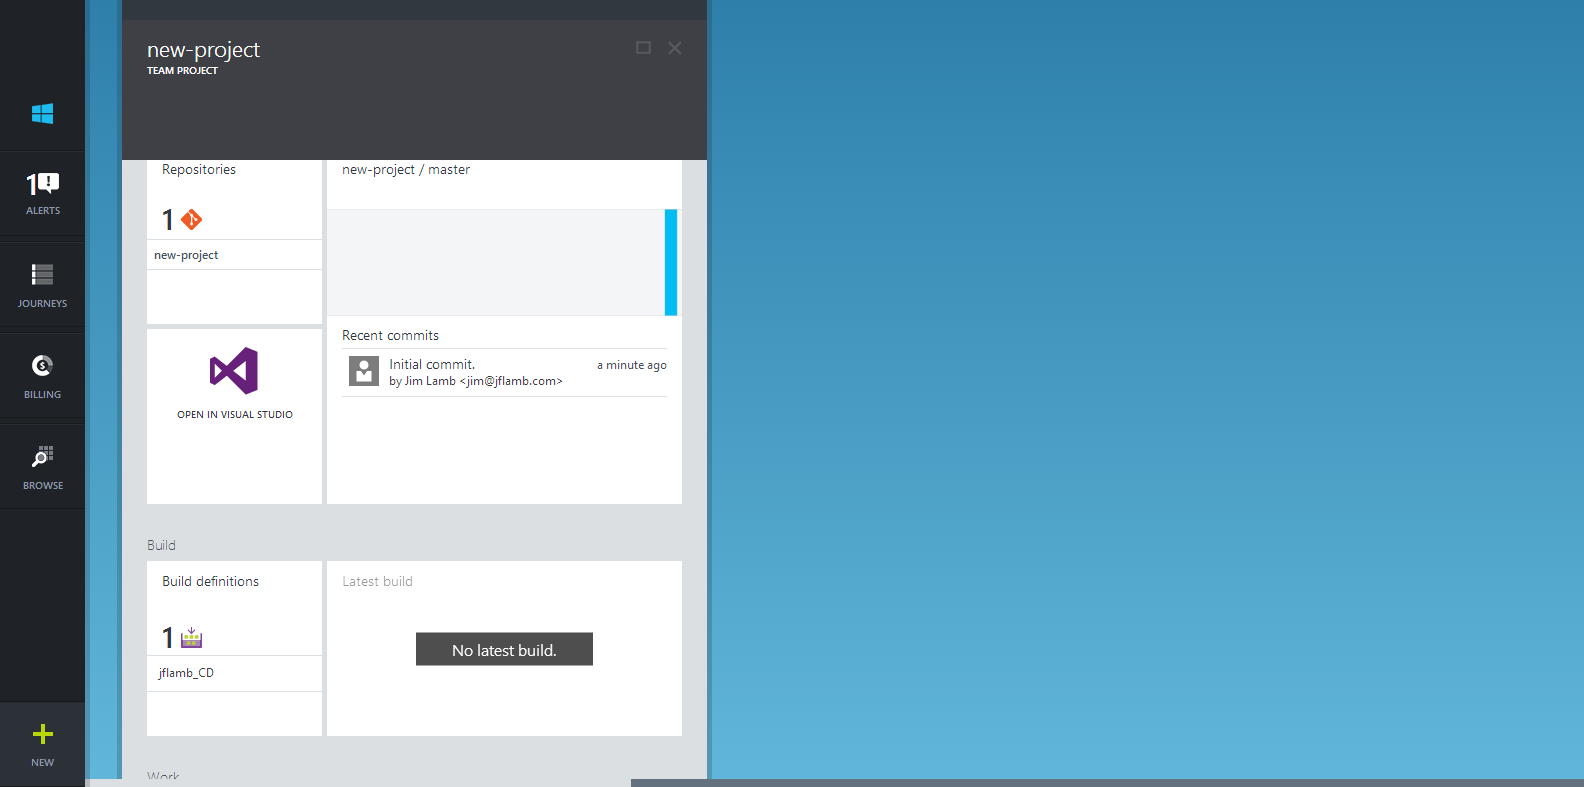 new-project
TEAM PROJECT
1
ALERTS
JOURNEYS
BILLING
BROWSE
NEW
Repositories
1
new-project
OPEN IN VISUAL STUDIO
new-project / master
Recent commits
Initial commit.
a minute ago
by Jim Lamb <jim@jflamb.com>
Build
Build definitions
1
jflamb_CD
Latest build
No latest build.
Work